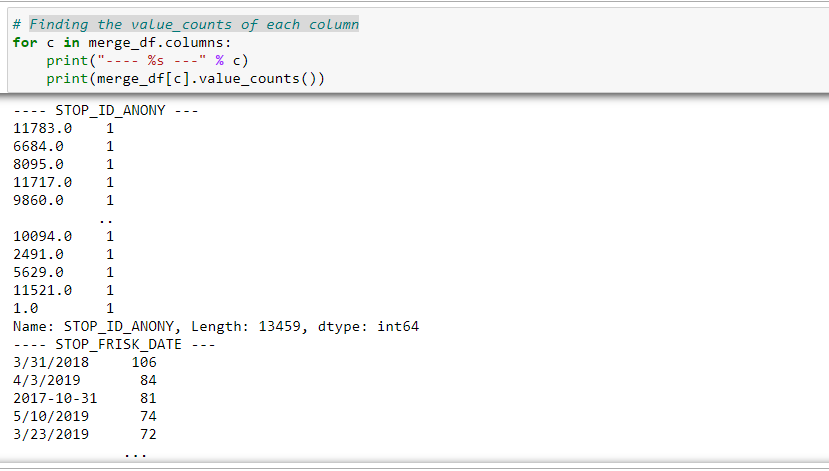 # Finding the value_counts of each column
for c in merge_df.columns:
    print("---- %s ---" % c)
    print(merge_df[c].value_counts())
---- STOP_ID_ANONY ---
11783.0    1
6684.0     1
8095.0     1
11717.0    1
9860.0     1
          ..
10094.0    1
2491.0     1
5629.0     1
11521.0    1
1.0        1
Name: STOP_ID_ANONY, Length: 13459, dtype: int64
---- STOP_FRISK_DATE ---
3/31/2018     106
4/3/2019       84
2017-10-31     81
5/10/2019      74
3/23/2019      72
             ...